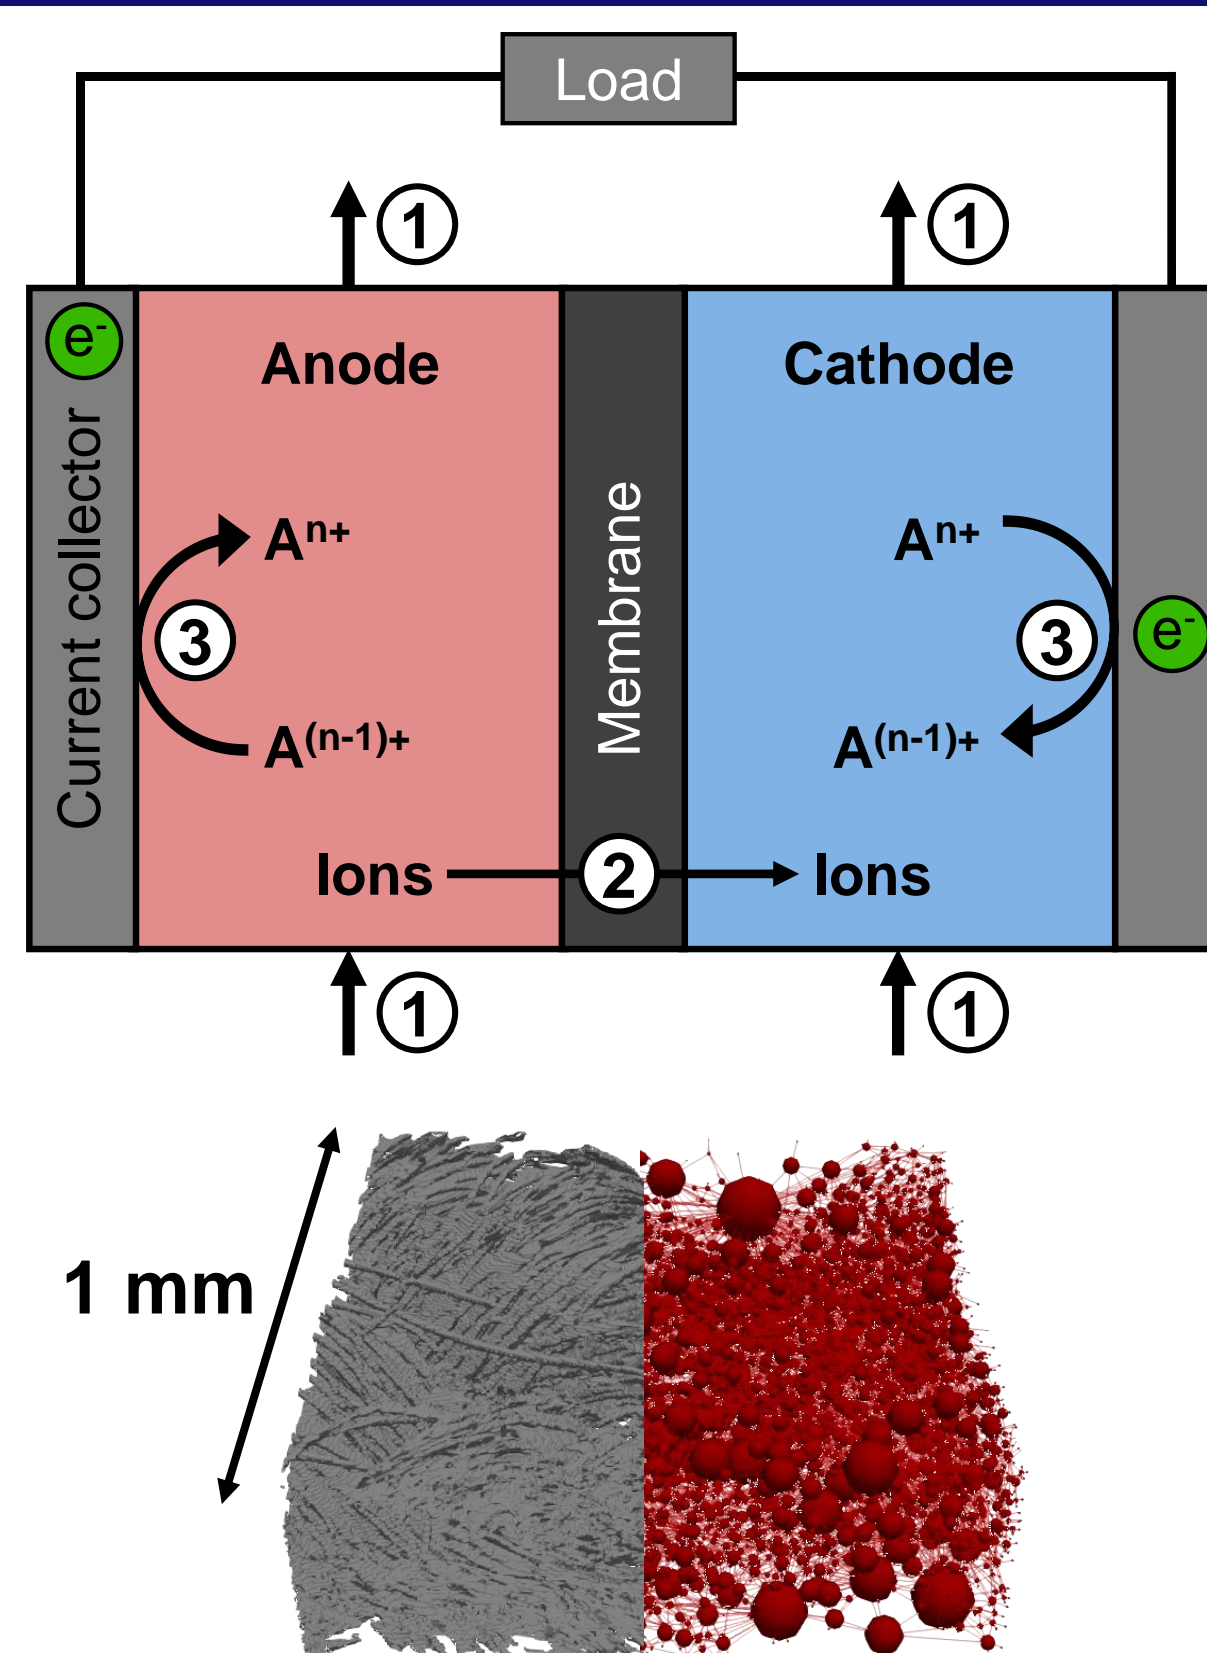 Load
1 1
e-
Anode Cathode
Current collector
Membrane
Aⁿ⁺ Aⁿ⁺
3 3
e-
A⁽ⁿ⁻¹⁾⁺ A⁽ⁿ⁻¹⁾⁺
Ions 2 Ions
1 1
1 mm